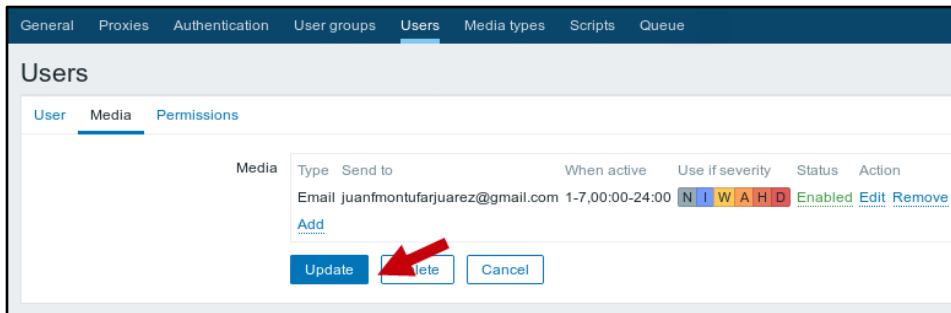 General Proxies Authentication User groups Users Media types Scripts Queue
Users
User Media Permissions
Media Type Send to When active Use if severity Status Action
Email juanfmontufarjuarez@gmail.com 1-7,00:00-24:00 N I W A H D Enabled Edit Remove
Add
Update Cancel